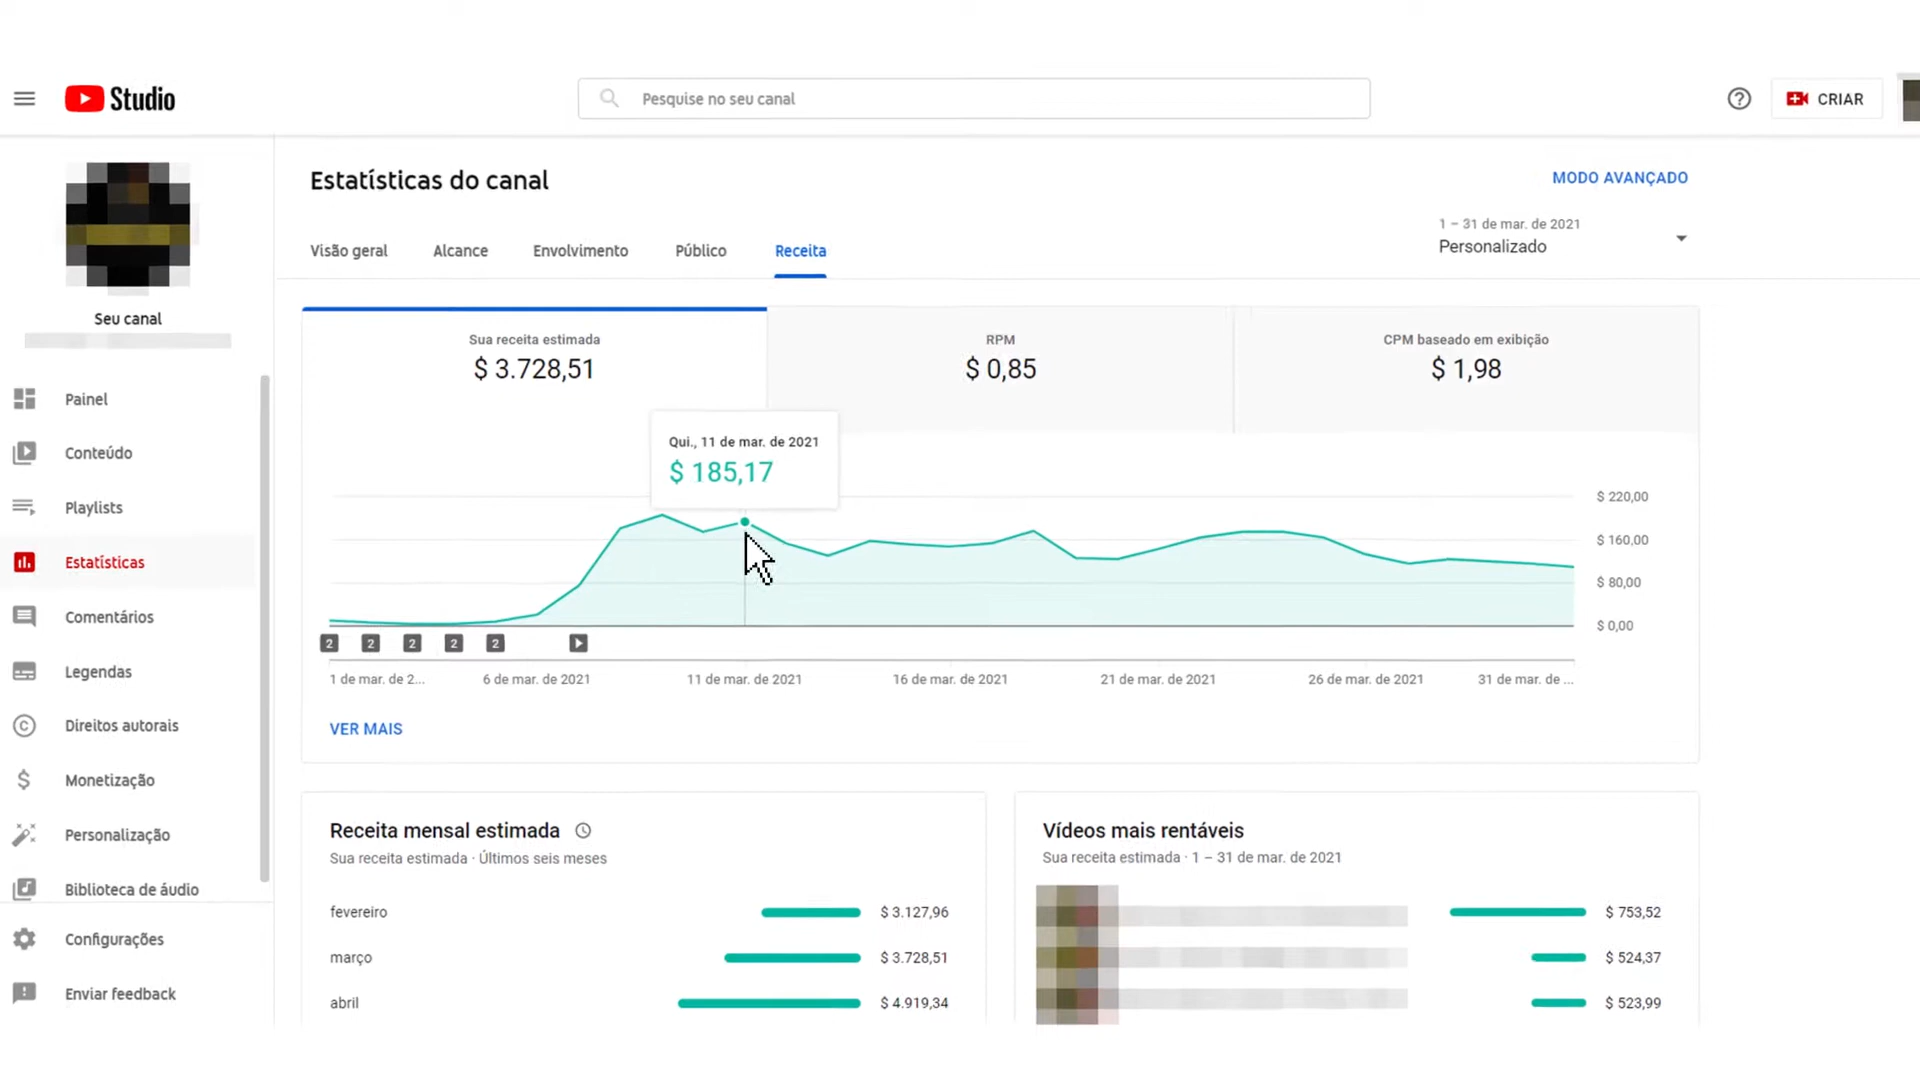 Studio
Pesquise no seu canal
CRIAR
Estatísticas do canal
MODO AVANÇADO
1 – 31 de mar. de 2021
Personalizado
Visão geral
Alcance
Envolvimento
Público
Receita
Seu canal
Painel
Conteúdo
Playlists
Estatísticas
Comentários
Legendas
Direitos autorais
Monetização
Personalização
Biblioteca de áudio
Configurações
Enviar feedback
Sua receita estimada
$ 3.728,51
RPM
$ 0,85
CPM baseado em exibição
$ 1,98
Qui., 11 de mar. de 2021
$ 185,17
$ 220,00
$ 160,00
$ 80,00
$ 0,00
2 2 2 2 2
1 de mar. de 2... 6 de mar. de 2021 11 de mar. de 2021 16 de mar. de 2021 21 de mar. de 2021 26 de mar. de 2021 31 de mar. de ...
VER MAIS
Receita mensal estimada
Sua receita estimada · Últimos seis meses
fevereiro $ 3.127,96
março $ 3.728,51
abril $ 4.919,34
Vídeos mais rentáveis
Sua receita estimada · 1 – 31 de mar. de 2021
$ 753,52
$ 524,37
$ 523,99